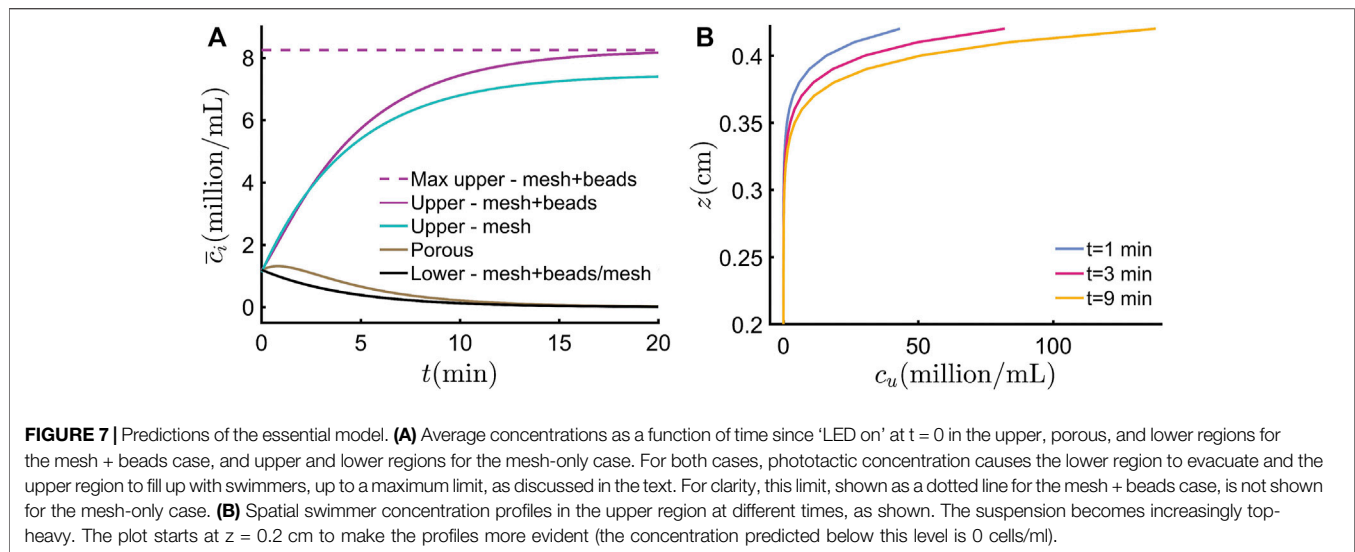 A
8
6
4
2
0
c̄ᵢ(million/mL)
Max upper - mesh+beads
Upper - mesh+beads
Upper - mesh
Porous
Lower - mesh+beads/mesh
0 5 10 15 20
t(min)
B
0.4
0.35
0.3
0.25
0.2
z(cm)
t=1 min
t=3 min
t=9 min
0 50 100
cᵤ(million/mL)
FIGURE 7 | Predictions of the essential model. (A) Average concentrations as a function of time since ‘LED on’ at t = 0 in the upper, porous, and lower regions for
the mesh + beads case, and upper and lower regions for the mesh-only case. For both cases, phototactic concentration causes the lower region to evacuate and the
upper region to fill up with swimmers, up to a maximum limit, as discussed in the text. For clarity, this limit, shown as a dotted line for the mesh + beads case, is not shown
for the mesh-only case. (B) Spatial swimmer concentration profiles in the upper region at different times, as shown. The suspension becomes increasingly top-
heavy. The plot starts at z = 0.2 cm to make the profiles more evident (the concentration predicted below this level is 0 cells/ml).